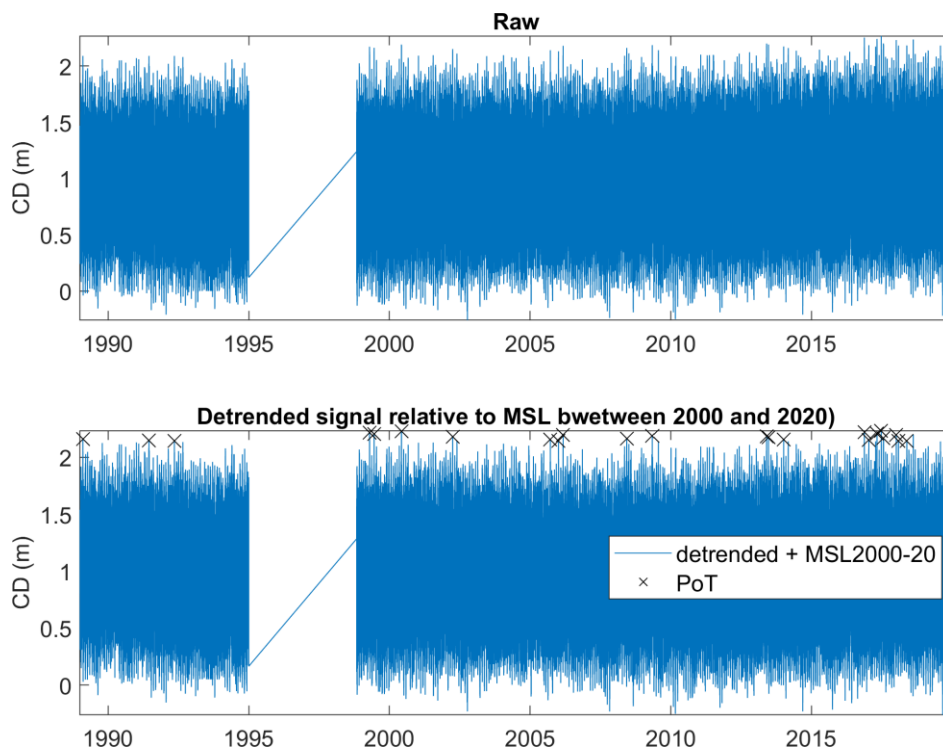 Raw
CD (m)
2
1.5
1
0.5
0
1990 1995 2000 2005 2010 2015
Detrended signal relative to MSL bwetween 2000 and 2020)
CD (m)
2
1.5
1
0.5
0
detrended + MSL2000-20
PoT
1990 1995 2000 2005 2010 2015